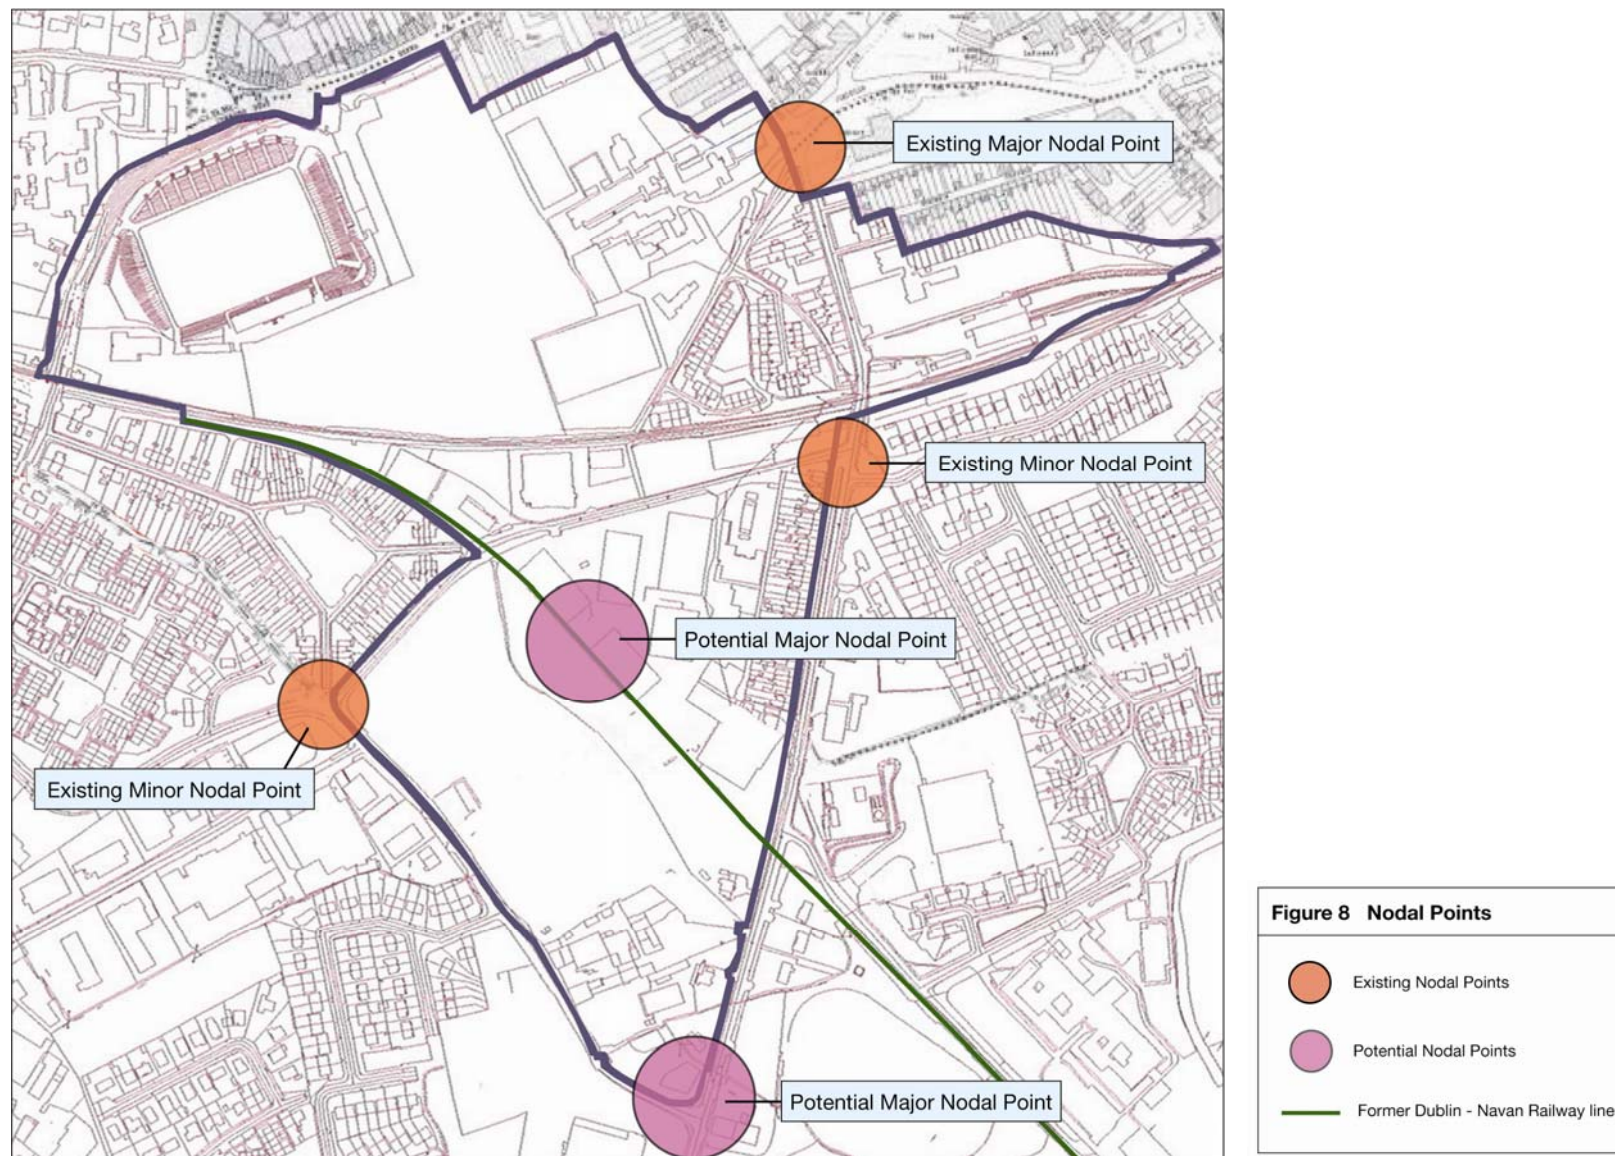 Existing Major Nodal Point
Existing Minor Nodal Point
Potential Major Nodal Point
Existing Minor Nodal Point
Potential Major Nodal Point
Figure 8 Nodal Points
Existing Nodal Points
Potential Nodal Points
Former Dublin - Navan Railway line